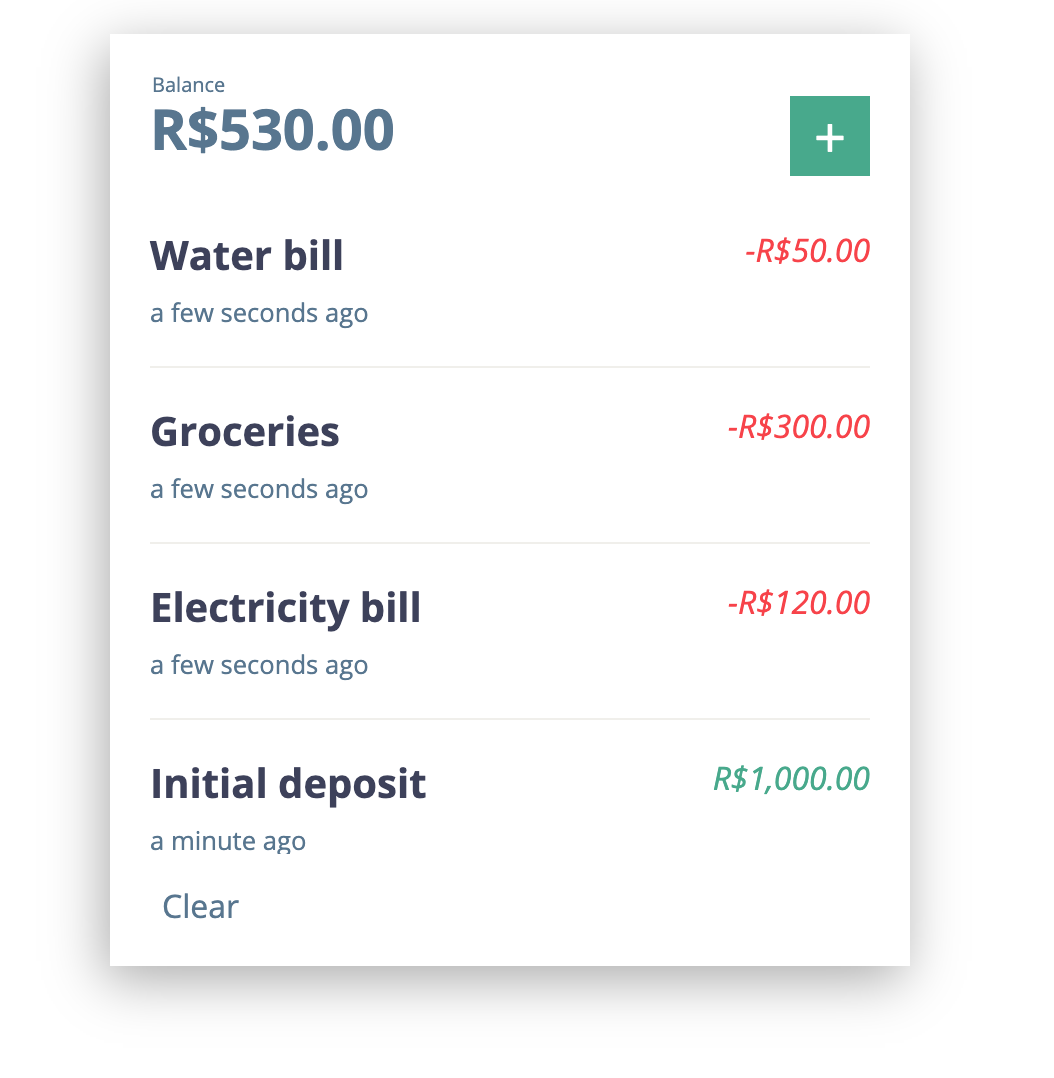 Balance
R$530.00
+
Water bill
-R$50.00
a few seconds ago
Groceries
-R$300.00
a few seconds ago
Electricity bill
-R$120.00
a few seconds ago
Initial deposit
R$1,000.00
a minute ago
Clear